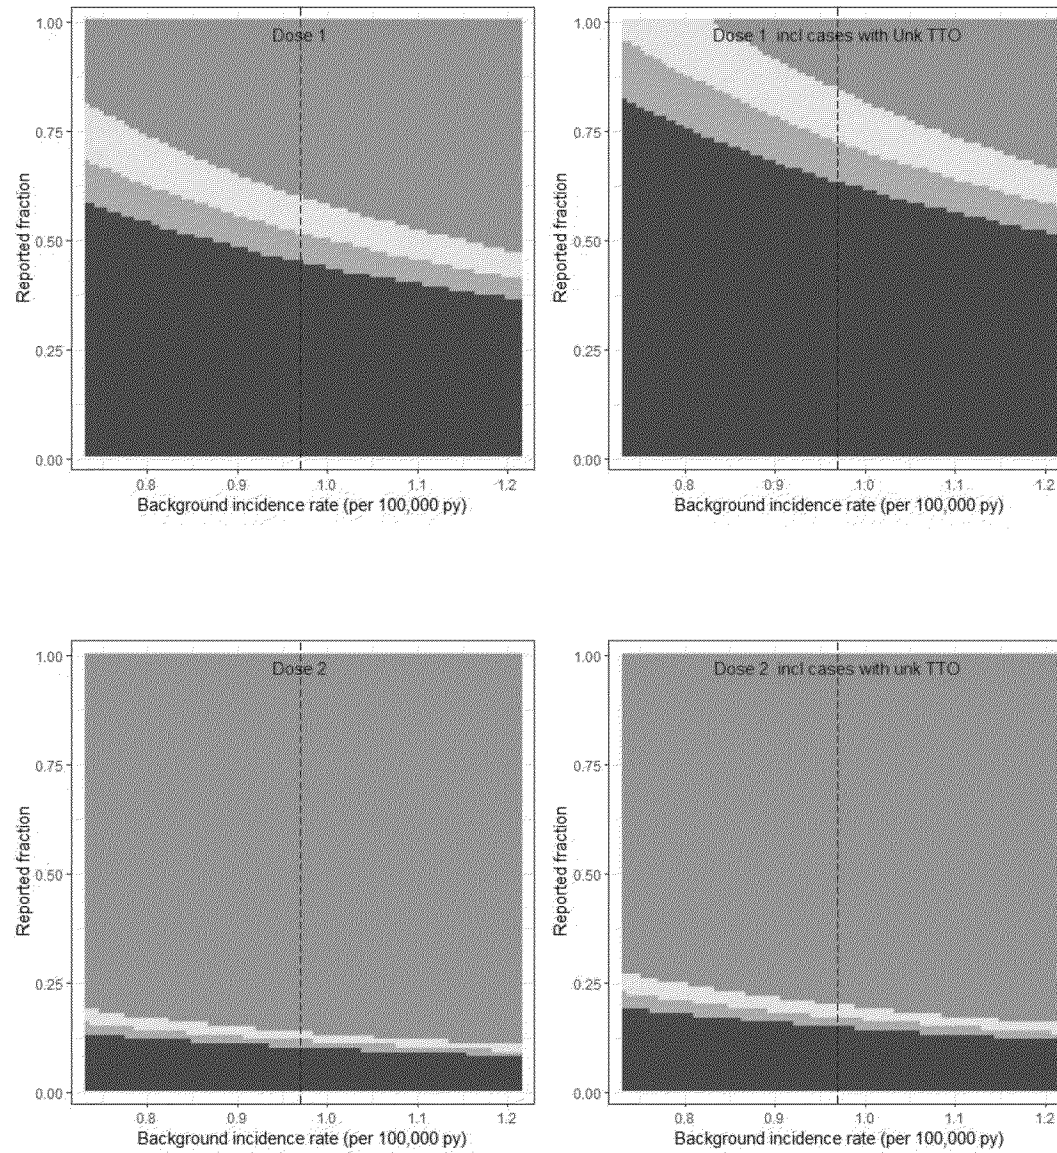 Dose 1
1.00
0.75
0.50
0.25
0.00
Reported fraction
0.8 0.9 1.0 1.1 1.2
Background incidence rate (per 100,000 py)
Dose 1 incl cases with Unk TTO
1.00
0.75
0.50
0.25
0.00
Reported fraction
0.8 0.9 1.0 1.1 1.2
Background incidence rate (per 100,000 py)
Dose 2
1.00
0.75
0.50
0.25
0.00
Reported fraction
0.8 0.9 1.0 1.1 1.2
Background incidence rate (per 100,000 py)
Dose 2 incl cases with unk TTO
1.00
0.75
0.50
0.25
0.00
Reported fraction
0.8 0.9 1.0 1.1 1.2
Background incidence rate (per 100,000 py)